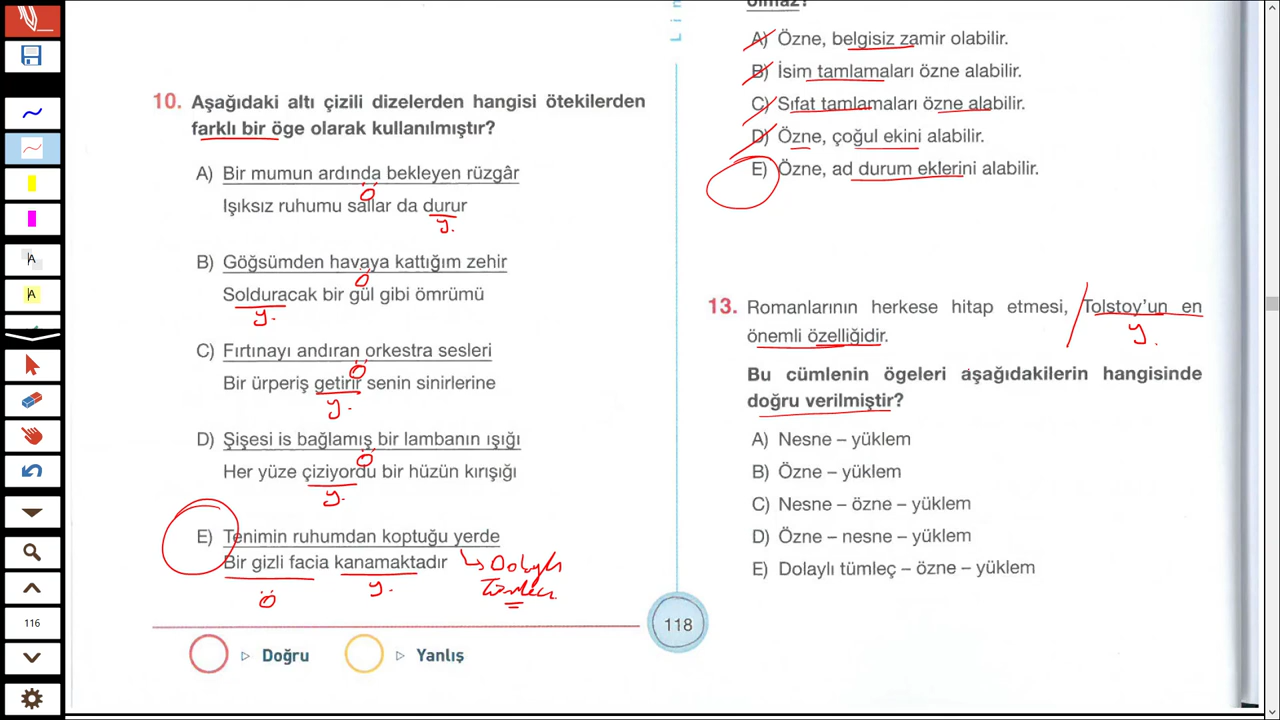 10. Aşağıdaki altı çizili dizelerden hangisi ötekilerden
farklı bir öge olarak kullanılmıştır?
A) Bir mumun ardında bekleyen rüzgâr
Ö
Işıksız ruhumu sallar da durur
y.
B) Göğsümden havaya kattığım zehir
Ö
Solduracak bir gül gibi ömrümü
y.
C) Fırtınayı andıran orkestra sesleri
Ö
Bir ürperiş getirir senin sinirlerine
y.
D) Şişesi is bağlamış bir lambanın ışığı
Ö
Her yüze çiziyordu bir hüzün kırışığı
y.
E) Tenimin ruhumdan koptuğu yerde
Bir gizli facia kanamaktadır
Dolaylı
Tümleç
ö y.
Doğru
Yanlış
116
118
Lin
olmaz?
A) Özne, belgisiz zamir olabilir.
B) İsim tamlamaları özne alabilir.
C) Sıfat tamlamaları özne alabilir.
D) Özne, çoğul ekini alabilir.
E) Özne, ad durum eklerini alabilir.
13. Romanlarının herkese hitap etmesi, Tolstoy'un en
önemli özelliğidir.
y.
Bu cümlenin ögeleri aşağıdakilerin hangisinde
doğru verilmiştir?
A) Nesne – yüklem
B) Özne – yüklem
C) Nesne – özne – yüklem
D) Özne – nesne – yüklem
E) Dolaylı tümleç – özne – yüklem